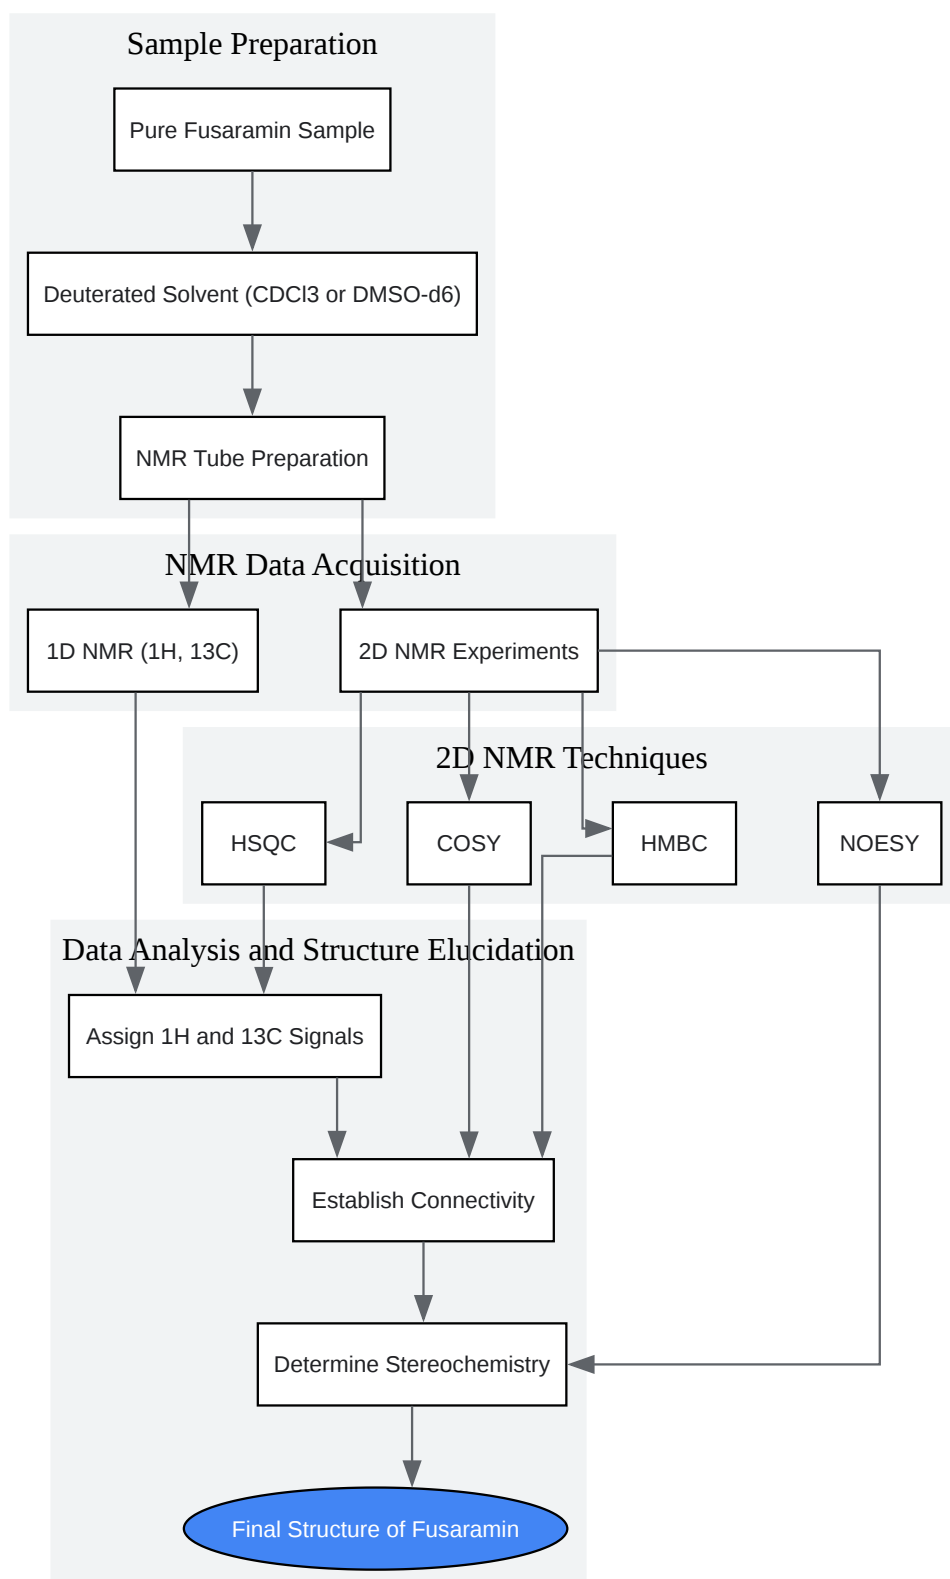 Sample Preparation
Pure Fusaramin Sample
Deuterated Solvent (CDCl3 or DMSO-d6)
NMR Tube Preparation
NMR Data Acquisition
1D NMR (1H, 13C)
2D NMR Experiments
2D NMR Techniques
HSQC
COSY
HMBC
NOESY
Data Analysis and Structure Elucidation
Assign 1H and 13C Signals
Establish Connectivity
Determine Stereochemistry
Final Structure of Fusaramin